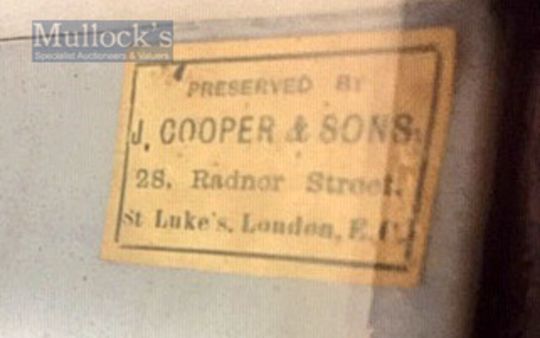 Mullock's
Specialist Auctioneers & Valuers
PRESERVED BY
J. COOPER & SONS,
28, Radnor Street,
St Luke's, London, E.C.